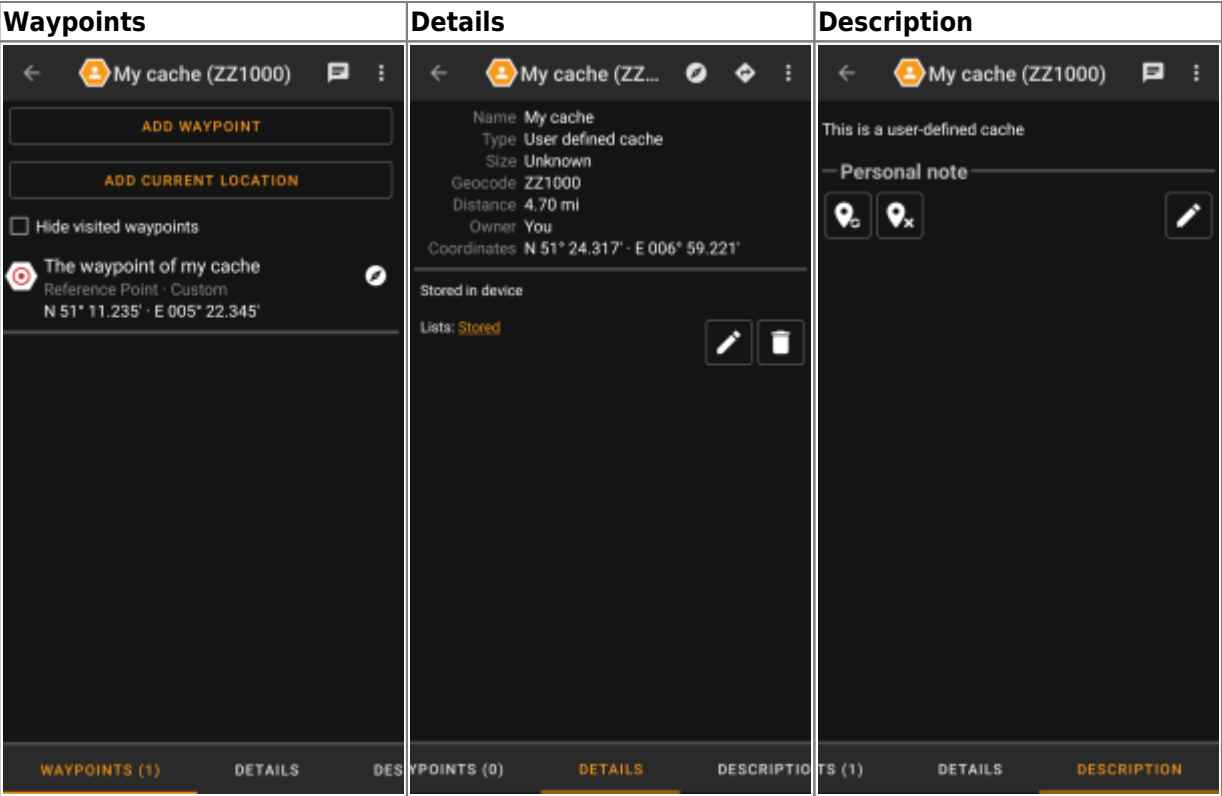 Waypoints
My cache (ZZ1000)
ADD WAYPOINT
ADD CURRENT LOCATION
Hide visited waypoints
The waypoint of my cache
Reference Point · Custom
N 51° 11.235' · E 005° 22.345'
WAYPOINTS (1) DETAILS DES
Details
My cache (ZZ...
Name My cache
Type User defined cache
Size Unknown
Geocode ZZ1000
Distance 4.70 mi
Owner You
Coordinates N 51° 24.317' · E 006° 59.221'
Stored in device
Lists: Stored
YPOINTS (0) DETAILS DESCRIPTIO
Description
My cache (ZZ1000)
This is a user-defined cache
Personal note
TS (1) DETAILS DESCRIPTION